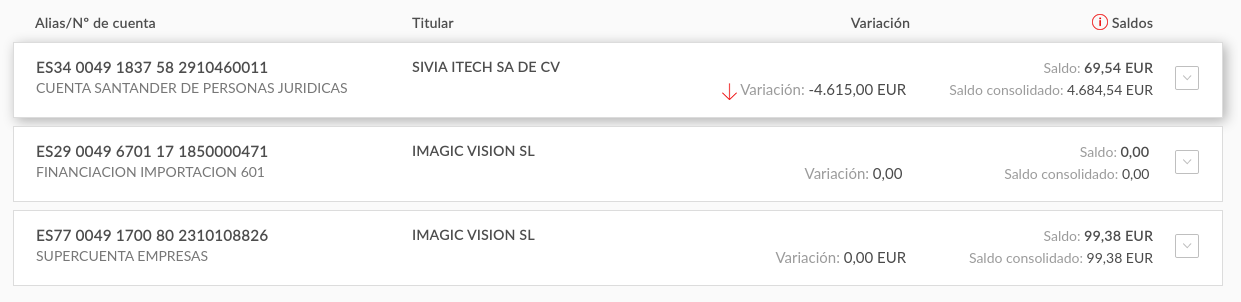 Alias/Nº de cuenta Titular Variación Saldos
ES34 0049 1837 58 2910460011 SIVIA ITECH SA DE CV Saldo: 69,54 EUR
CUENTA SANTANDER DE PERSONAS JURIDICAS Variación: -4.615,00 EUR Saldo consolidado: 4.684,54 EUR
ES29 0049 6701 17 1850000471 IMAGIC VISION SL Saldo: 0,00
FINANCIACION IMPORTACION 601 Variación: 0,00 Saldo consolidado: 0,00
ES77 0049 1700 80 2310108826 IMAGIC VISION SL Saldo: 99,38 EUR
SUPERCUENTA EMPRESAS Variación: 0,00 EUR Saldo consolidado: 99,38 EUR